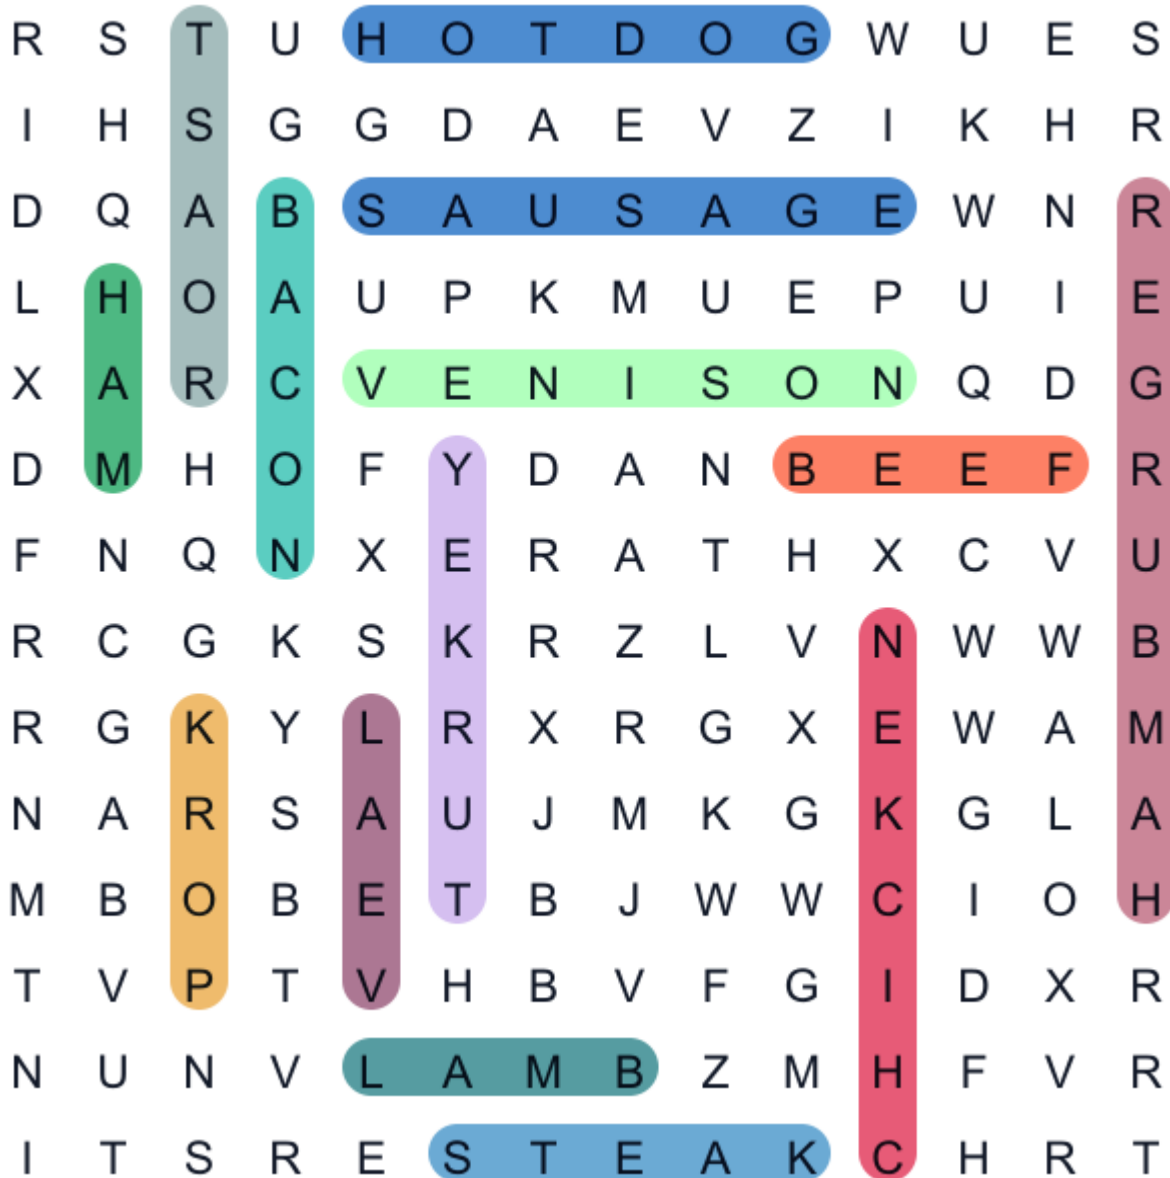 R S T U H O T D O G W U E S
I H S G G D A E V Z I K H R
D Q A B S A U S A G E W N R
L H O A U P K M U E P U I E
X A R C V E N I S O N Q D G
D M H O F Y D A N B E E F R
F N Q N X E R A T H X C V U
R C G K S K R Z L V N W W B
R G K Y L R X R G X E W A M
N A R S A U J M K G K G L A
M B O B E T B J W W C I O H
T V P T V H B V F G I D X R
N U N V L A M B Z M H F V R
I T S R E S T E A K C H R T